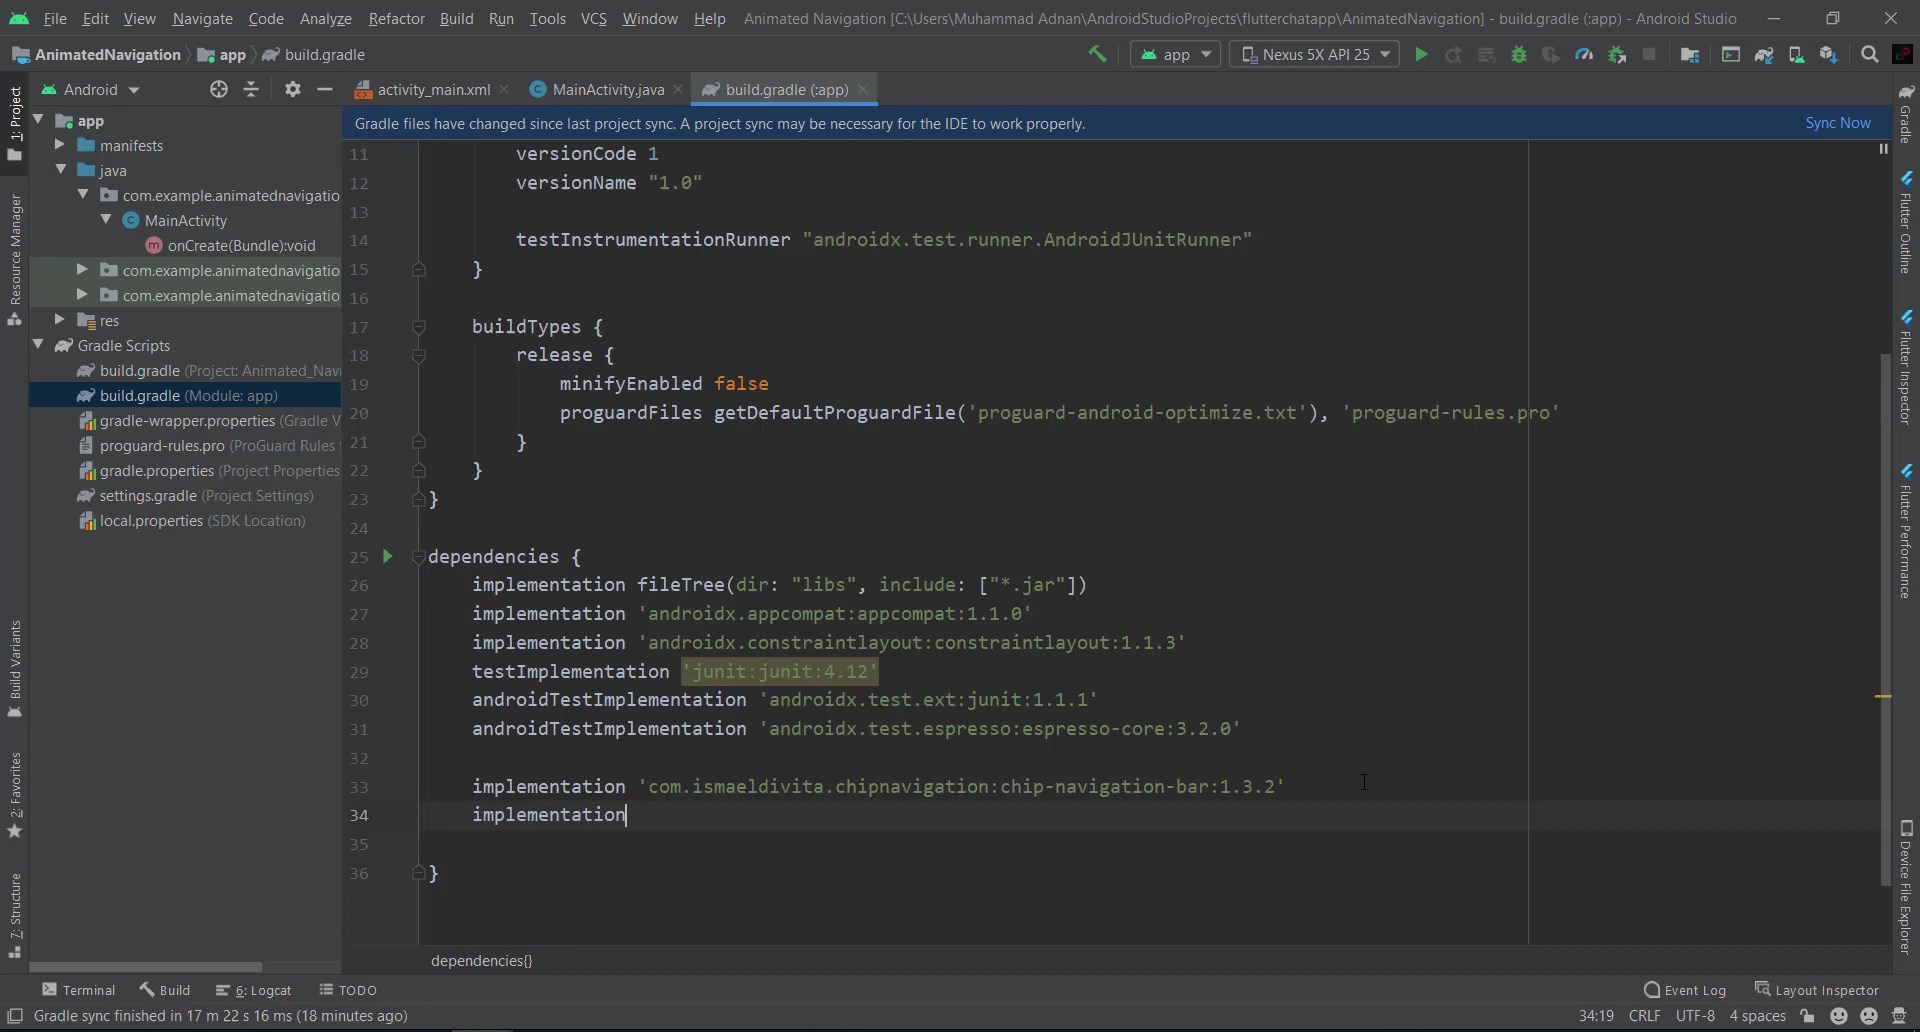 File Edit View Navigate Code Analyze Refactor Build Run Tools VCS Window Help Animated Navigation [C:\Users\Muhammad Adnan\AndroidStudioProjects\flutterchatapp\AnimatedNavigation] - build.gradle (:app) - Android Studio
AnimatedNavigation app build.gradle app Nexus 5X API 25
Android activity_main.xml MainActivity.java build.gradle (:app)
Gradle files have changed since last project sync. A project sync may be necessary for the IDE to work properly. Sync Now
1: Project
Resource Manager
Build Variants
2: Favorites
7: Structure
app
manifests
java
com.example.animatednavigatio
MainActivity
onCreate(Bundle):void
com.example.animatednavigatio
com.example.animatednavigatio
res
Gradle Scripts
build.gradle (Project: Animated_Nav
build.gradle (Module: app)
gradle-wrapper.properties (Gradle V
proguard-rules.pro (ProGuard Rules
gradle.properties (Project Properties
settings.gradle (Project Settings)
local.properties (SDK Location)
11 versionCode 1
12 versionName "1.0"
13
14 testInstrumentationRunner "androidx.test.runner.AndroidJUnitRunner"
15 }
16
17 buildTypes {
18 release {
19 minifyEnabled false
20 proguardFiles getDefaultProguardFile('proguard-android-optimize.txt'), 'proguard-rules.pro'
21 }
22 }
23 }
24
25 dependencies {
26 implementation fileTree(dir: "libs", include: ["*.jar"])
27 implementation 'androidx.appcompat:appcompat:1.1.0'
28 implementation 'androidx.constraintlayout:constraintlayout:1.1.3'
29 testImplementation 'junit:junit:4.12'
30 androidTestImplementation 'androidx.test.ext:junit:1.1.1'
31 androidTestImplementation 'androidx.test.espresso:espresso-core:3.2.0'
32
33 implementation 'com.ismaeldivita.chipnavigation:chip-navigation-bar:1.3.2'
34 implementation
35
36 }
dependencies{}
Gradle
Flutter Outline
Flutter Inspector
Flutter Performance
Device File Explorer
Terminal Build 6: Logcat TODO Event Log Layout Inspector
Gradle sync finished in 17 m 22 s 16 ms (18 minutes ago) 34:19 CRLF UTF-8 4 spaces